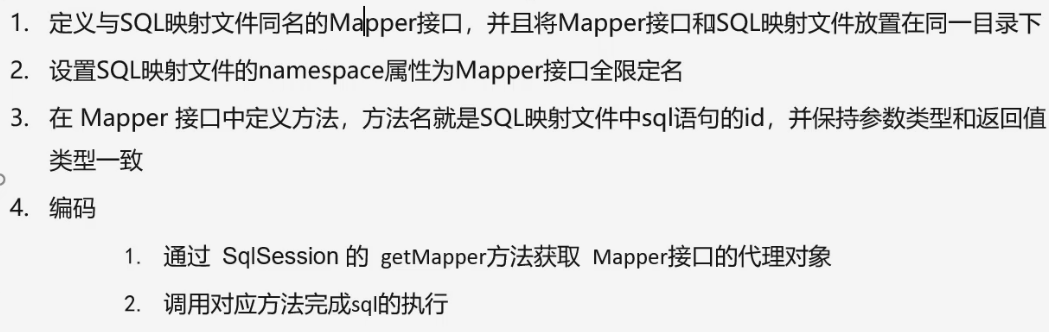 1. 定义与SQL映射文件同名的Mapper接口，并且将Mapper接口和SQL映射文件放置在同一目录下
2. 设置SQL映射文件的namespace属性为Mapper接口全限定名
3. 在 Mapper 接口中定义方法，方法名就是SQL映射文件中sql语句的id，并保持参数类型和返回值
类型一致
4. 编码
1. 通过 SqlSession 的 getMapper方法获取 Mapper接口的代理对象
2. 调用对应方法完成sql的执行